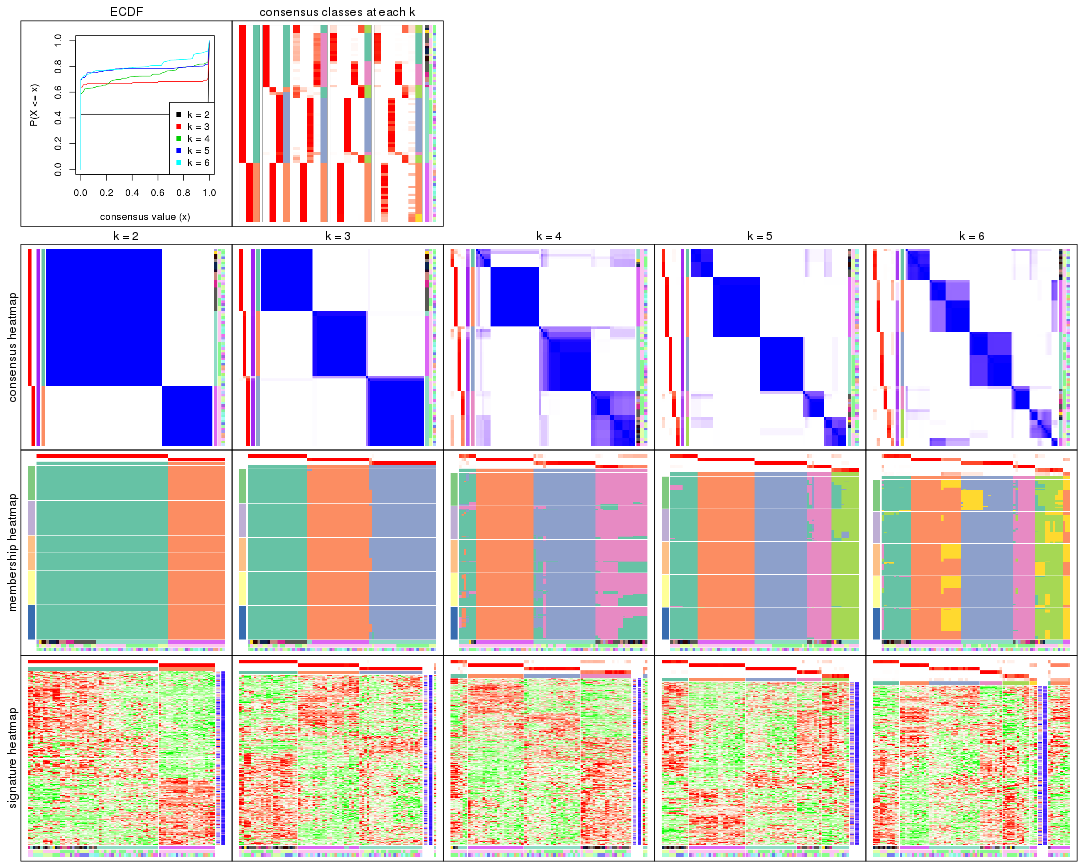 ECDF
consensus classes at each k
P(X <= x)
0.0
0.2
0.4
0.6
0.8
1.0
k = 2
k = 3
k = 4
k = 5
k = 6
0.0 0.2 0.4 0.6 0.8 1.0
consensus value (x)
k = 2
k = 3
k = 4
k = 5
k = 6
consensus heatmap
membership heatmap
signature heatmap